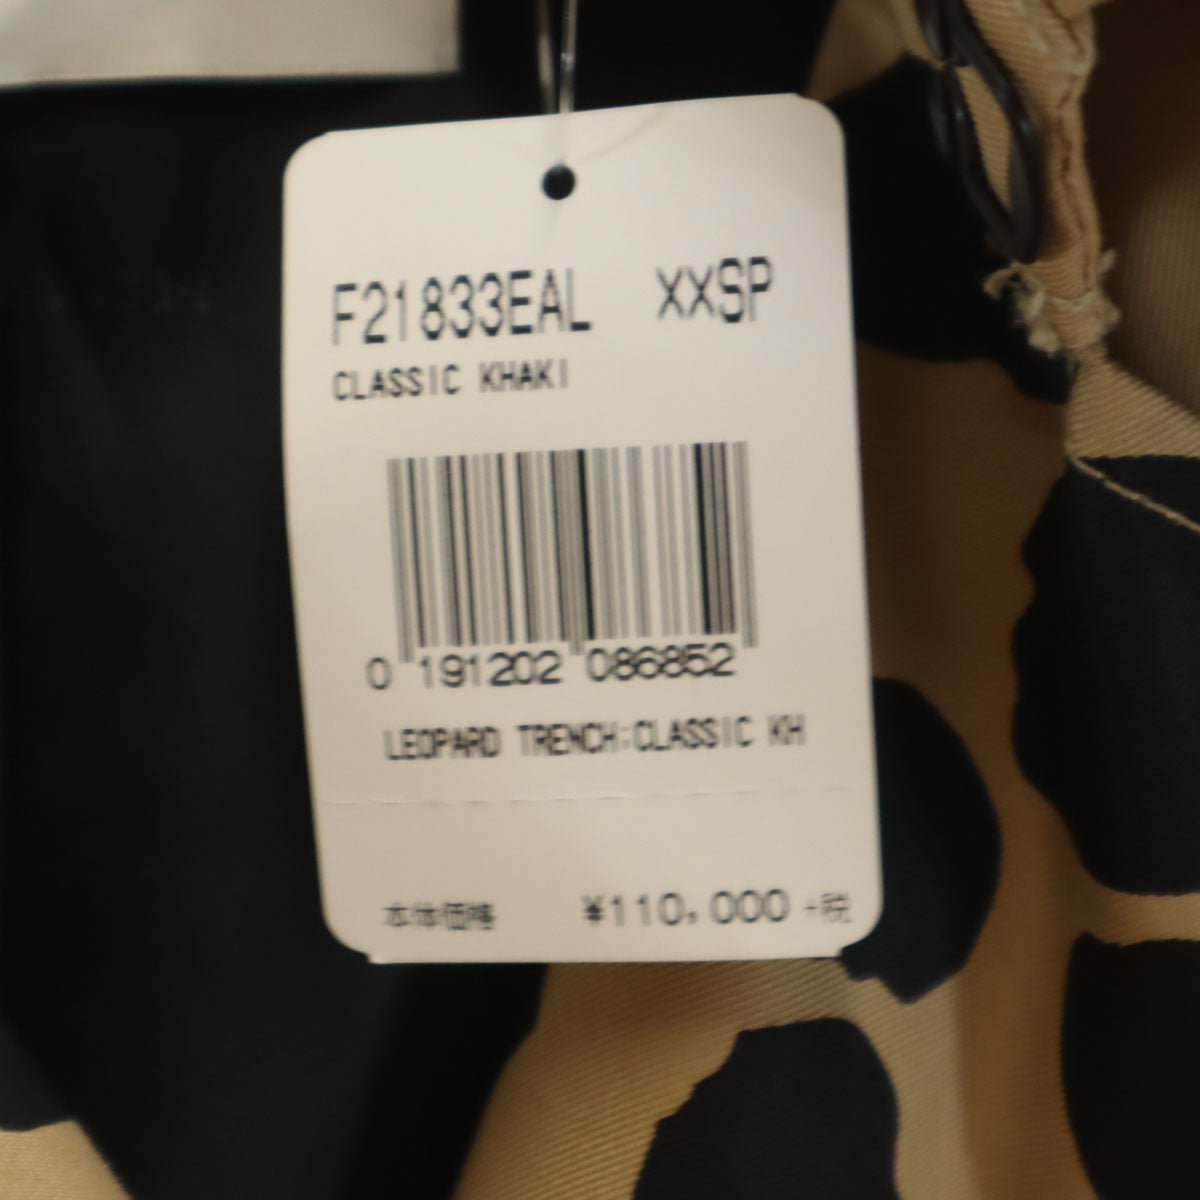 F21833EAL XXSP
CLASSIC KHAKI
0 191202 086852
LEOPARD TRENCH:CLASSIC KH
本体価格 ¥110,000 +税